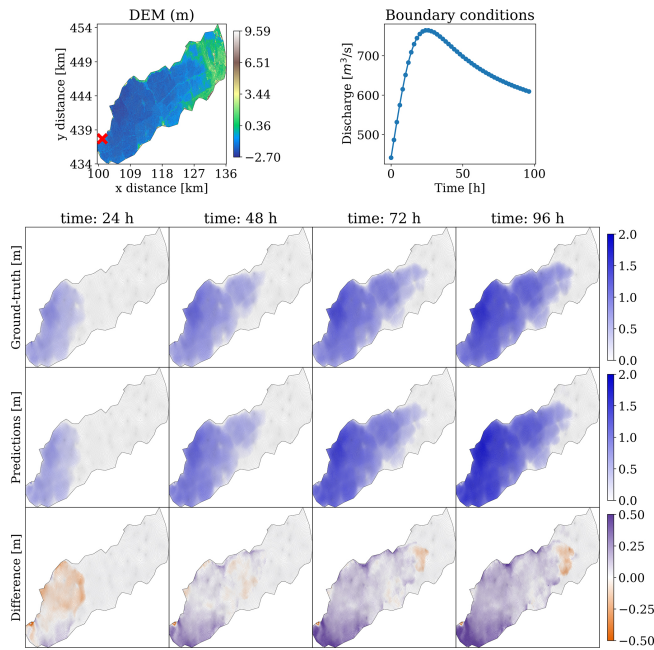 DEM (m)
454
449
444
439
434
y distance [km]
100 109 118 127 136
x distance [km]
9.59
6.51
3.44
0.36
−2.70
Boundary conditions
700
600
500
Discharge [m³/s]
0 50 100
Time [h]
time: 24 h time: 48 h time: 72 h time: 96 h
Ground-truth [m]
2.0
1.5
1.0
0.5
0.0
Predictions [m]
2.0
1.5
1.0
0.5
0.0
Difference [m]
0.50
0.25
0.00
−0.25
−0.50